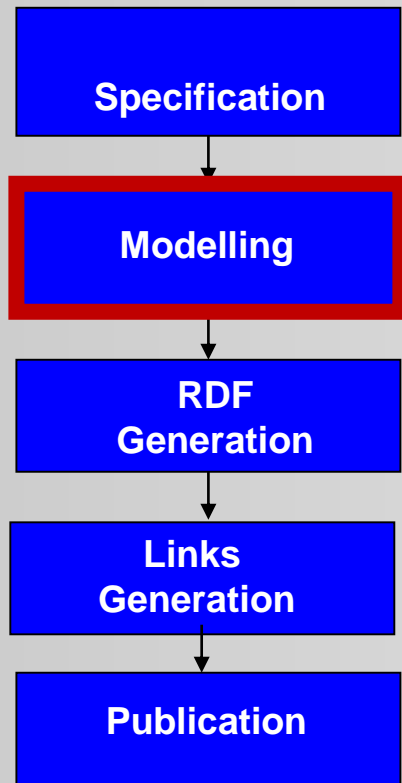 Specification
Modelling
RDF
Generation
Links
Generation
Publication